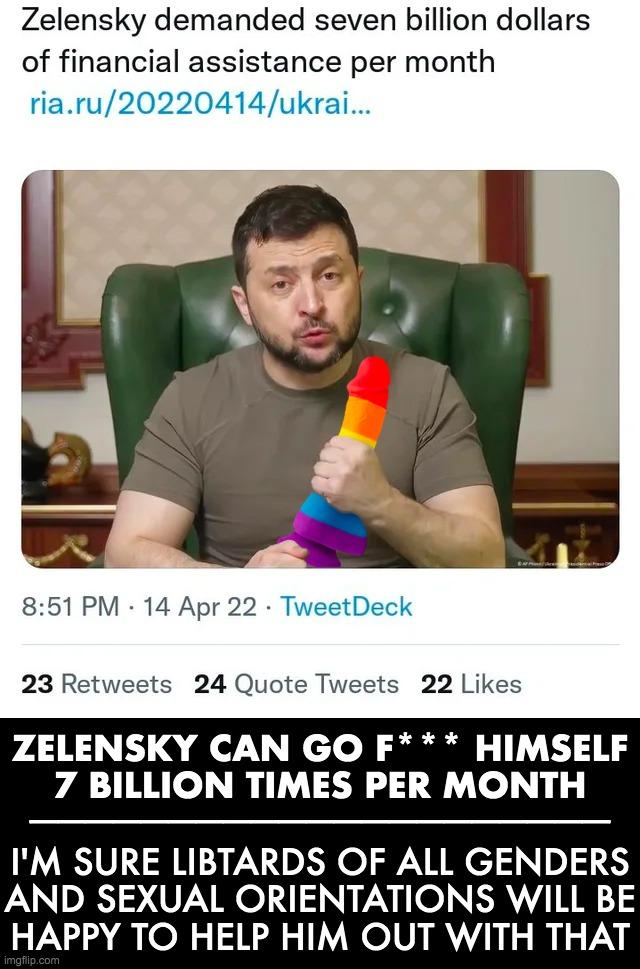 Zelensky demanded seven billion dollars
of financial assistance per month
ria.ru/20220414/ukrai...
8:51 PM · 14 Apr 22 · TweetDeck
23 Retweets 24 Quote Tweets 22 Likes
ZELENSKY CAN GO F*** HIMSELF
7 BILLION TIMES PER MONTH
I'M SURE LIBTARDS OF ALL GENDERS
AND SEXUAL ORIENTATIONS WILL BE
HAPPY TO HELP HIM OUT WITH THAT
imgflip.com